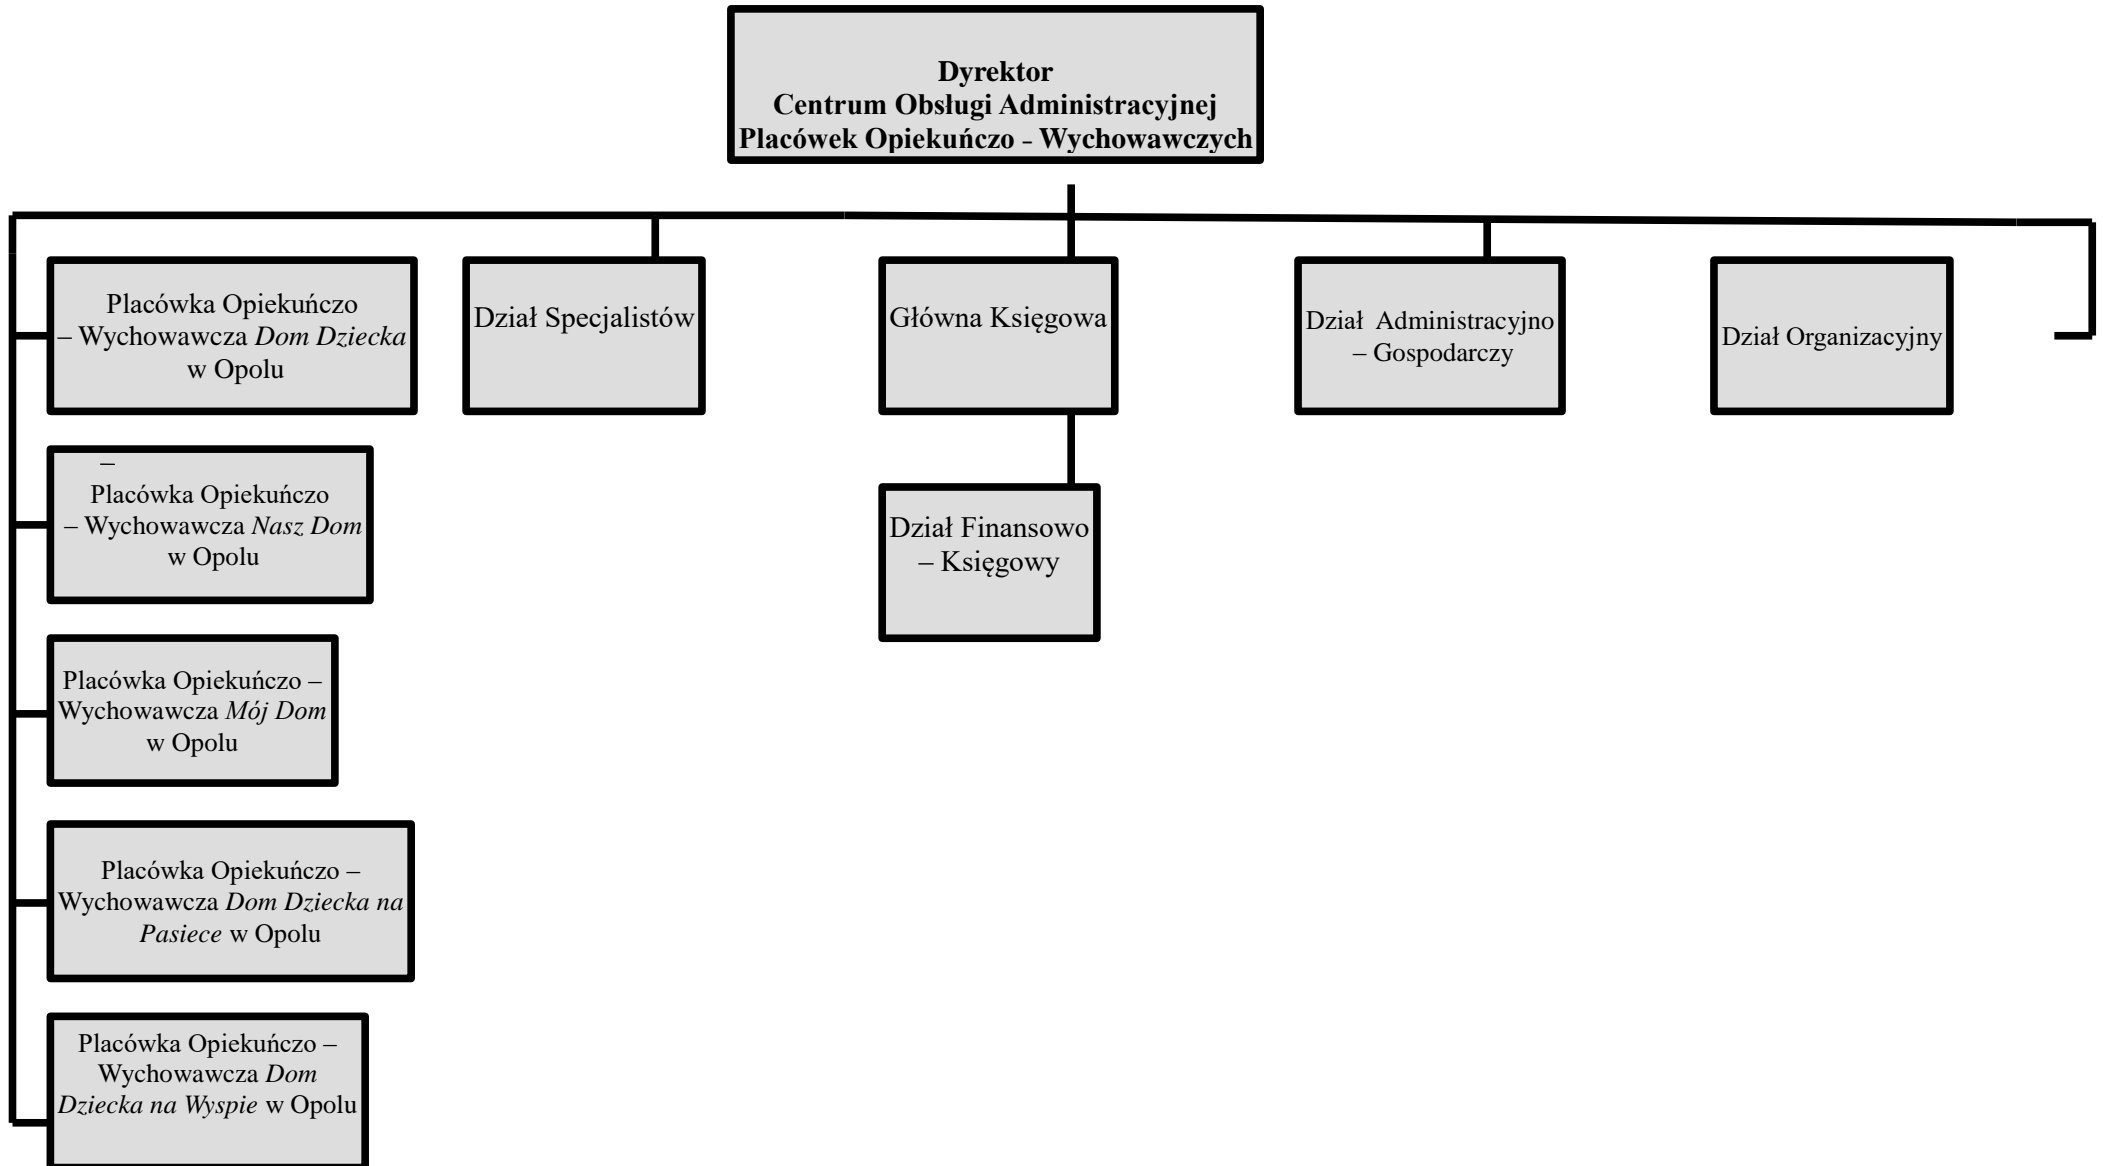 Dyrektor
Centrum Obsługi Administracyjnej
Placówek Opiekuńczo - Wychowawczych
Placówka Opiekuńczo
– Wychowawcza Dom Dziecka
w Opolu
Dział Specjalistów
Główna Księgowa
Dział Administracyjno
– Gospodarczy
Dział Organizacyjny
–
Placówka Opiekuńczo
– Wychowawcza Nasz Dom
w Opolu
Dział Finansowo
– Księgowy
Placówka Opiekuńczo –
Wychowawcza Mój Dom
w Opolu
Placówka Opiekuńczo –
Wychowawcza Dom Dziecka na
Pasiece w Opolu
Placówka Opiekuńczo –
Wychowawcza Dom
Dziecka na Wyspie w Opolu